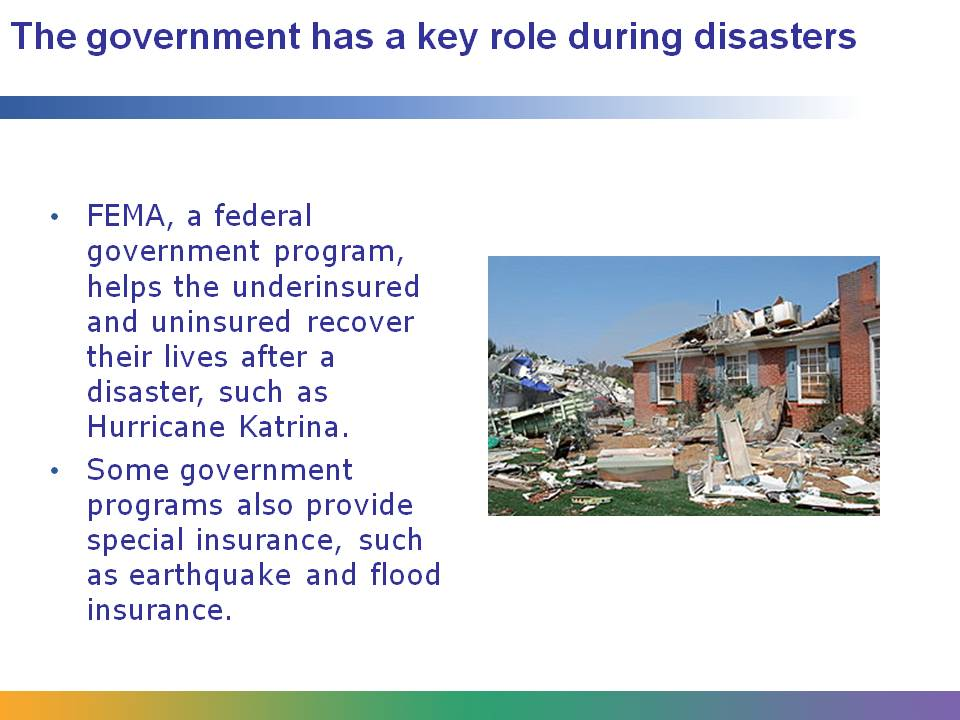 The government has a key role during disasters
• FEMA, a federal
government program,
helps the underinsured
and uninsured recover
their lives after a
disaster, such as
Hurricane Katrina.
• Some government
programs also provide
special insurance, such
as earthquake and flood
insurance.